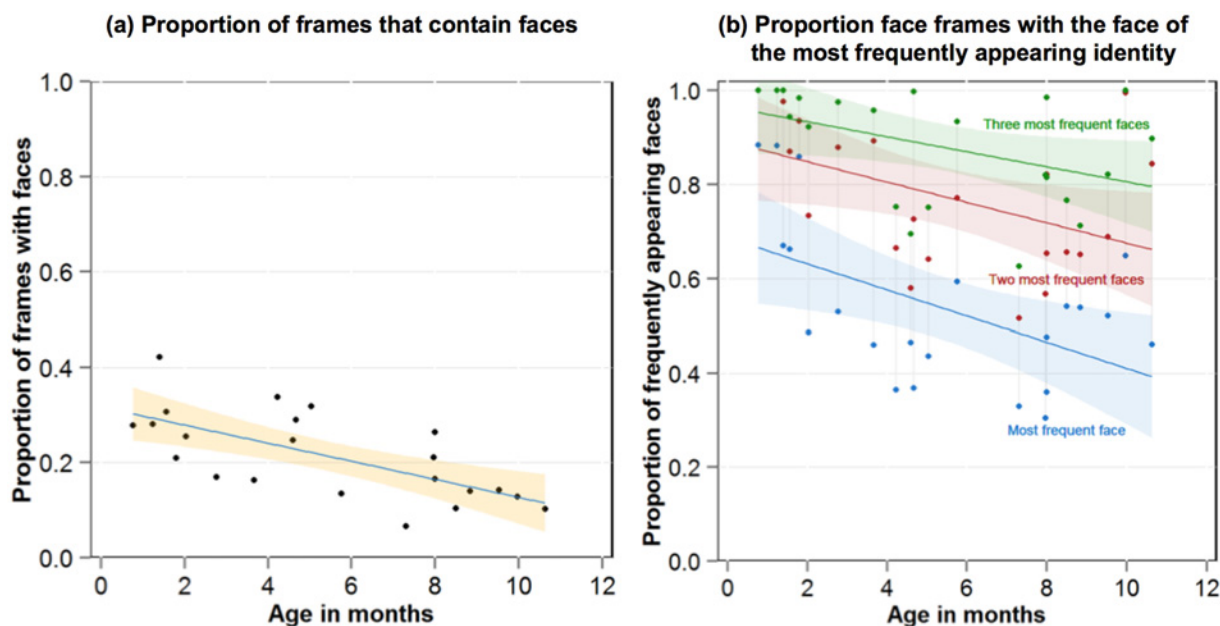 (a) Proportion of frames that contain faces
Proportion of frames with faces
1.0
0.8
0.6
0.4
0.2
0.0
0 2 4 6 8 10 12
Age in months
(b) Proportion face frames with the face of
the most frequently appearing identity
Proportion of frequently appearing faces
1.0
0.8
0.6
0.4
0.2
0.0
Three most frequent faces
Two most frequent faces
Most frequent face
0 2 4 6 8 10 12
Age in months